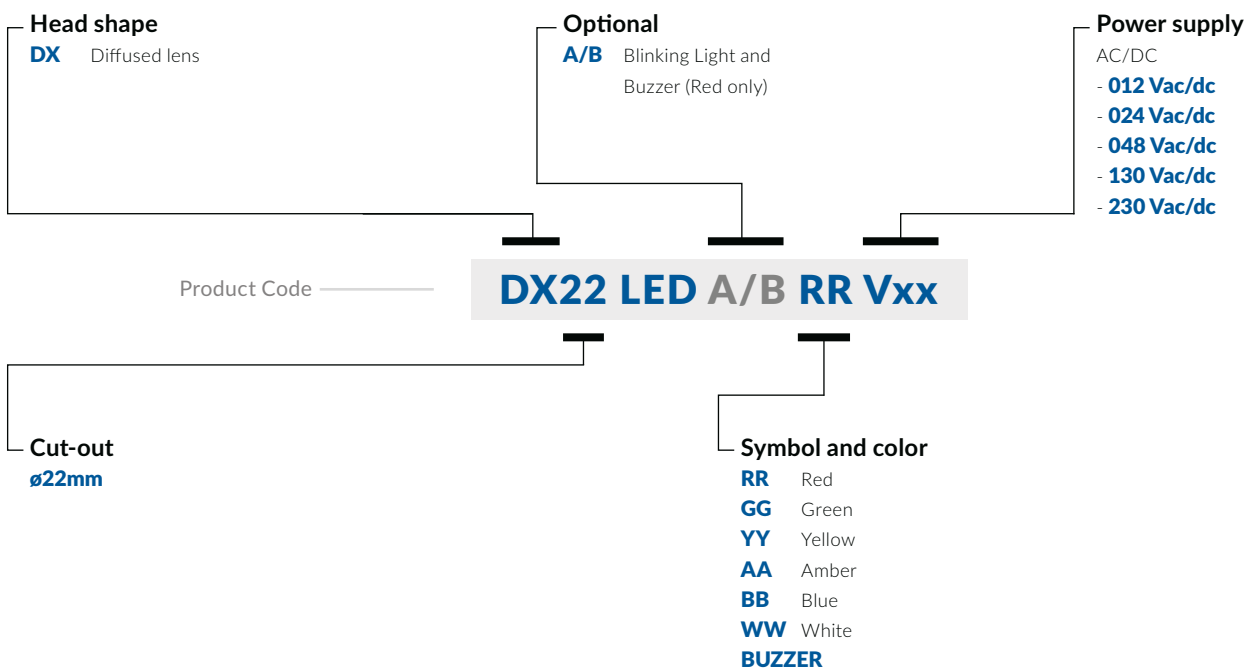 Head shape
DX Diffused lens
Optional
A/B Blinking Light and
Buzzer (Red only)
Power supply
AC/DC
- 012 Vac/dc
- 024 Vac/dc
- 048 Vac/dc
- 130 Vac/dc
- 230 Vac/dc
Product Code
DX22 LED A/B RR Vxx
Cut-out
ø22mm
Symbol and color
RR Red
GG Green
YY Yellow
AA Amber
BB Blue
WW White
BUZZER